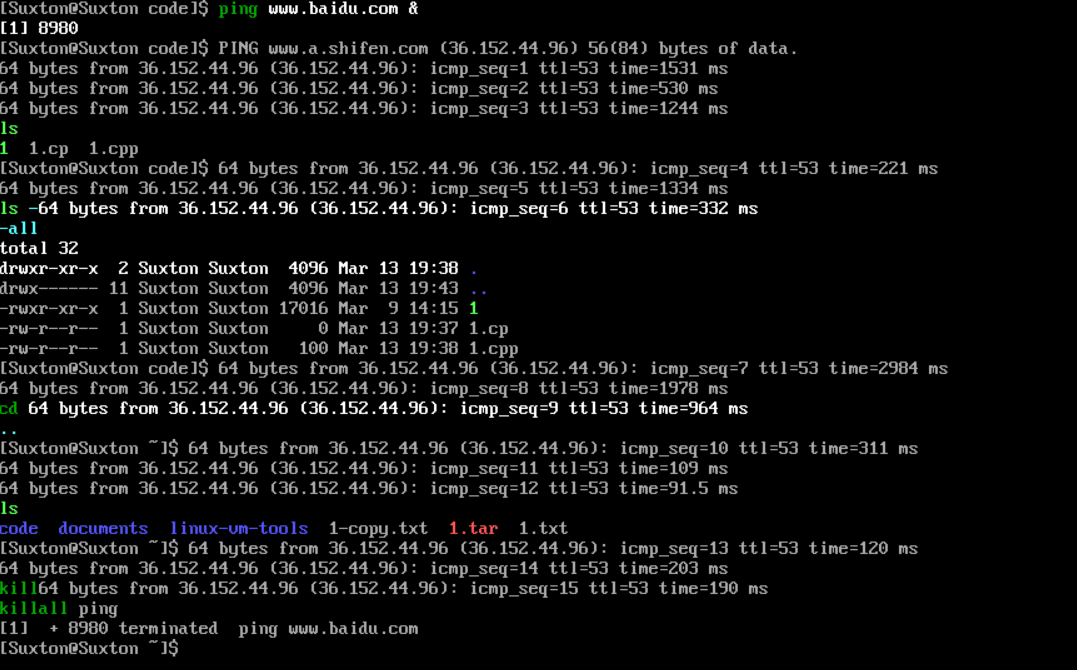 [Suxton@Suxton code]$ ping www.baidu.com &
[1] 8980
[Suxton@Suxton code]$ PING www.a.shifen.com (36.152.44.96) 56(84) bytes of data.
64 bytes from 36.152.44.96 (36.152.44.96): icmp_seq=1 ttl=53 time=1531 ms
64 bytes from 36.152.44.96 (36.152.44.96): icmp_seq=2 ttl=53 time=530 ms
64 bytes from 36.152.44.96 (36.152.44.96): icmp_seq=3 ttl=53 time=1244 ms
ls
1  1.cp  1.cpp
[Suxton@Suxton code]$ 64 bytes from 36.152.44.96 (36.152.44.96): icmp_seq=4 ttl=53 time=221 ms
64 bytes from 36.152.44.96 (36.152.44.96): icmp_seq=5 ttl=53 time=1334 ms
ls -64 bytes from 36.152.44.96 (36.152.44.96): icmp_seq=6 ttl=53 time=332 ms
-all
total 32
drwxr-xr-x  2 Suxton Suxton  4096 Mar 13 19:38 .
drwx------ 11 Suxton Suxton  4096 Mar 13 19:43 ..
-rwxr-xr-x  1 Suxton Suxton 17016 Mar  9 14:15 1
-rw-r--r--  1 Suxton Suxton     0 Mar 13 19:37 1.cp
-rw-r--r--  1 Suxton Suxton   100 Mar 13 19:38 1.cpp
[Suxton@Suxton code]$ 64 bytes from 36.152.44.96 (36.152.44.96): icmp_seq=7 ttl=53 time=2984 ms
64 bytes from 36.152.44.96 (36.152.44.96): icmp_seq=8 ttl=53 time=1978 ms
cd 64 bytes from 36.152.44.96 (36.152.44.96): icmp_seq=9 ttl=53 time=964 ms
..
[Suxton@Suxton ~]$ 64 bytes from 36.152.44.96 (36.152.44.96): icmp_seq=10 ttl=53 time=311 ms
64 bytes from 36.152.44.96 (36.152.44.96): icmp_seq=11 ttl=53 time=109 ms
64 bytes from 36.152.44.96 (36.152.44.96): icmp_seq=12 ttl=53 time=91.5 ms
ls
code  documents  linux-vm-tools  1-copy.txt  1.tar  1.txt
[Suxton@Suxton ~]$ 64 bytes from 36.152.44.96 (36.152.44.96): icmp_seq=13 ttl=53 time=120 ms
64 bytes from 36.152.44.96 (36.152.44.96): icmp_seq=14 ttl=53 time=203 ms
kill64 bytes from 36.152.44.96 (36.152.44.96): icmp_seq=15 ttl=53 time=190 ms
killall ping
[1]  + 8980 terminated  ping www.baidu.com
[Suxton@Suxton ~]$